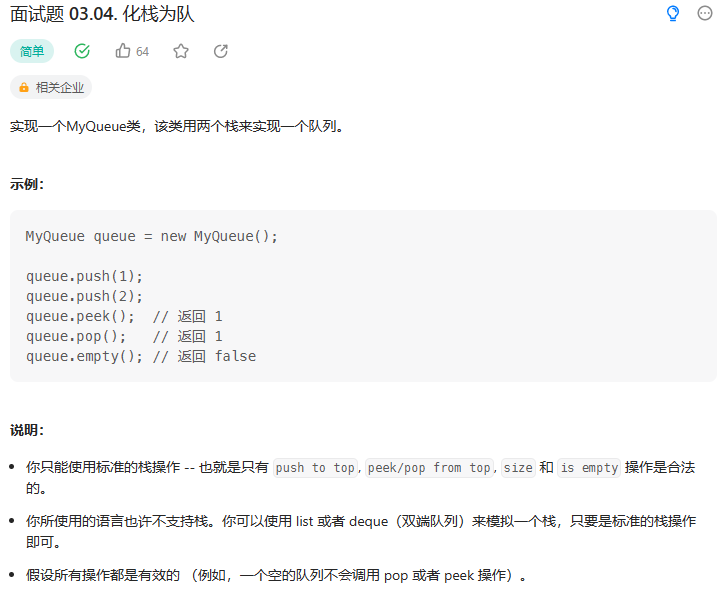 面试题 03.04. 化栈为队
简单 64
相关企业
实现一个MyQueue类，该类用两个栈来实现一个队列。
示例：
MyQueue queue = new MyQueue();
queue.push(1);
queue.push(2);
queue.peek();  // 返回 1
queue.pop();   // 返回 1
queue.empty(); // 返回 false
说明：
你只能使用标准的栈操作 -- 也就是只有 push to top, peek/pop from top, size 和 is empty 操作是合法
的。
你所使用的语言也许不支持栈。你可以使用 list 或者 deque（双端队列）来模拟一个栈，只要是标准的栈操作
即可。
假设所有操作都是有效的 （例如，一个空的队列不会调用 pop 或者 peek 操作）。